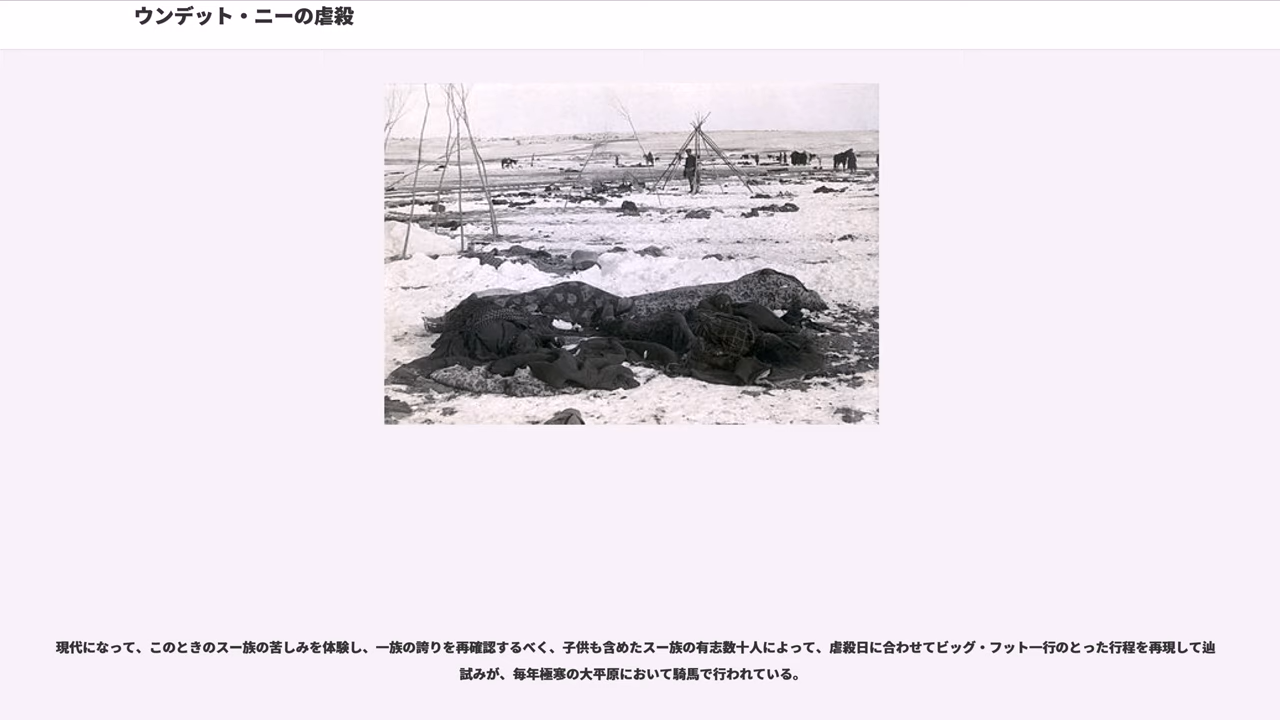 ウンデット・ニーの虐殺
現代になって、このときのスー族の苦しみを体験し、一族の誇りを再確認するべく、子供も含めたスー族の有志数十人によって、虐殺日に合わせてビッグ・フット一行のとった行程を再現して辿
試みが、毎年極寒の大平原において騎馬で行われている。